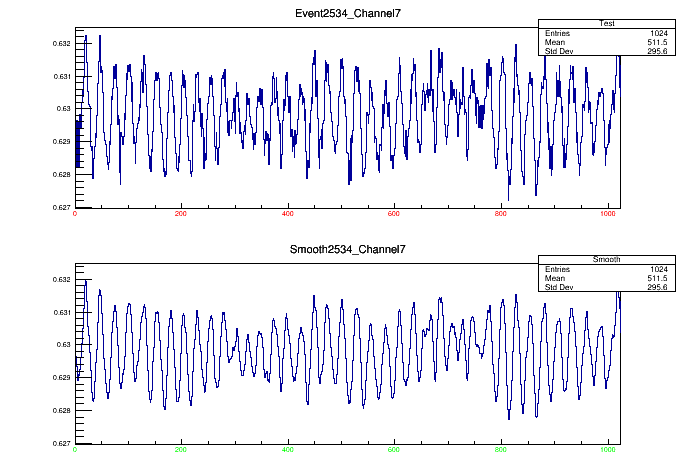 Event2534_Channel7
Test
Entries 1024
Mean 511.5
Std Dev 295.6
0.632
0.631
0.63
0.629
0.628
0.627
0 200 400 600 800 1000
Smooth2534_Channel7
Smooth
Entries 1024
Mean 511.5
Std Dev 295.6
0.632
0.631
0.63
0.629
0.628
0.627
0 200 400 600 800 1000